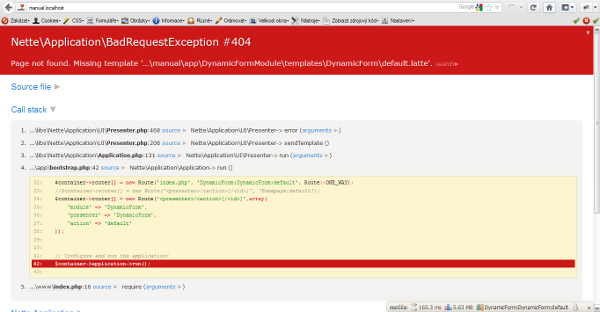 manual.localhost
Google
Zakázat Cookies CSS Formuláře Obrázky Informace Různé Orámovat Velikost okna Nástroje Zobrazit zdrojový kód Nastavení
Nette\Application\BadRequestException #404
Page not found. Missing template '...\manual\app\DynamicFormModule\templates\DynamicForm\default.latte'. search►
Source file ►
Call stack ▼
1. ...\libs\Nette\Application\UI\Presenter.php:468 source ► Nette\Application\UI\Presenter-> error (arguments ►)
2. ...\libs\Nette\Application\UI\Presenter.php:208 source ► Nette\Application\UI\Presenter-> sendTemplate ()
3. ...\libs\Nette\Application\Application.php:131 source ► Nette\Application\UI\Presenter-> run (arguments ►)
4. ...\app\bootstrap.php:42 source ▼ Nette\Application\Application-> run ()
32: $container->router[] = new Route('index.php', 'DynamicForm:DynamicForm:default', Route::ONE_WAY);
33: //$container->router[] = new Route('<presenter>/<action>[/<id>]', 'Homepage:default');
34: $container->router[] = new Route('<presenter>/<action>[/<id>]',array(
35: "module" => "DynamicForm",
36: "presenter" => "DynamicForm",
37: "action" => "default"
38: ));
39:
40:
41: // Configure and run the application!
42: $container->application->run();
43:
5. ...\www\index.php:16 source ► require (arguments ►)
165.3 ms 5.63 MB DynamicForm:DynamicForm:default